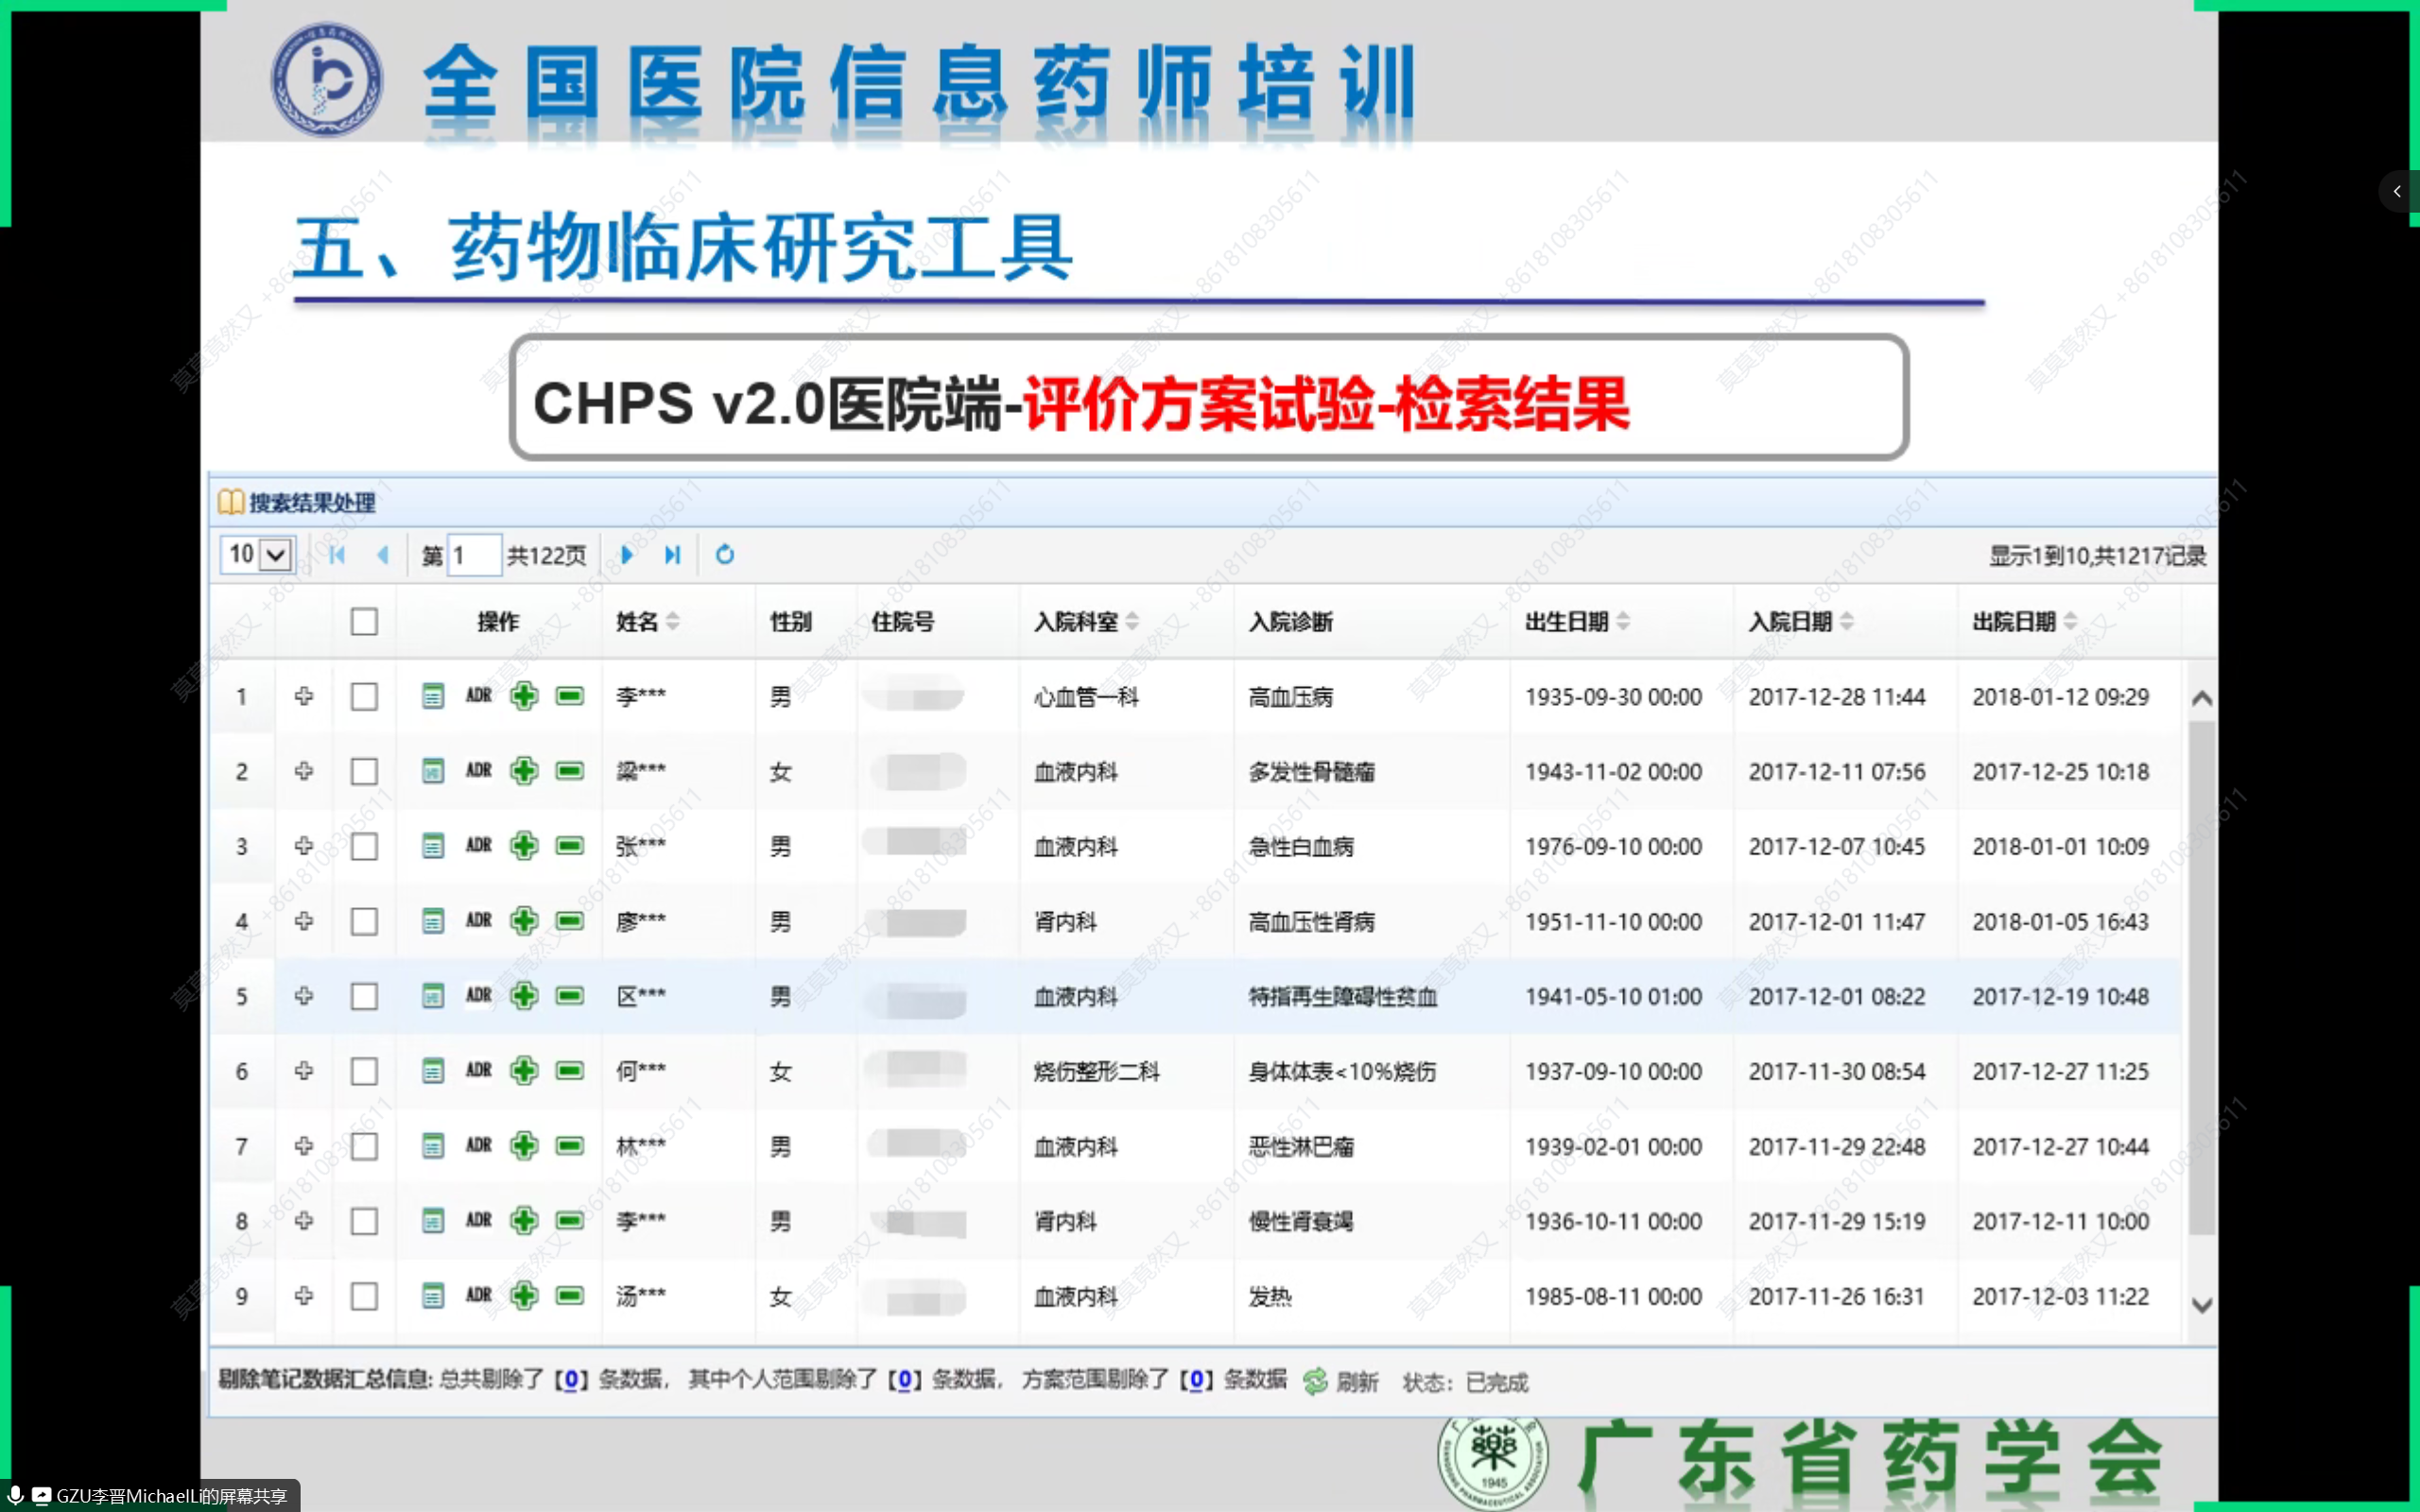 全国医院信息药师培训
五、药物临床研究工具
CHPS v2.0医院端-评价方案试验-检索结果
搜索结果处理
10 第 1 共122页 显示1到10,共1217记录
操作 姓名 性别 住院号 入院科室 入院诊断 出生日期 入院日期 出院日期
1 ADR 李*** 男 心血管一科 高血压病 1935-09-30 00:00 2017-12-28 11:44 2018-01-12 09:29
2 ADR 梁*** 女 血液内科 多发性骨髓瘤 1943-11-02 00:00 2017-12-11 07:56 2017-12-25 10:18
3 ADR 张*** 男 血液内科 急性白血病 1976-09-10 00:00 2017-12-07 10:45 2018-01-01 10:09
4 ADR 廖*** 男 肾内科 高血压性肾病 1951-11-10 00:00 2017-12-01 11:47 2018-01-05 16:43
5 ADR 区*** 男 血液内科 特指再生障碍性贫血 1941-05-10 01:00 2017-12-01 08:22 2017-12-19 10:48
6 ADR 何*** 女 烧伤整形二科 身体体表<10%烧伤 1937-09-10 00:00 2017-11-30 08:54 2017-12-27 11:25
7 ADR 林*** 男 血液内科 恶性淋巴瘤 1939-02-01 00:00 2017-11-29 22:48 2017-12-27 10:44
8 ADR 李*** 男 肾内科 慢性肾衰竭 1936-10-11 00:00 2017-11-29 15:19 2017-12-11 10:00
9 ADR 汤*** 女 血液内科 发热 1985-08-11 00:00 2017-11-26 16:31 2017-12-03 11:22
剔除笔记数据汇总信息: 总共剔除了【0】条数据， 其中个人范围剔除了【0】条数据， 方案范围剔除了【0】条数据 刷新 状态：已完成
1945
广东省药学会
GZU李晋MichaelLi的屏幕共享
莫莫竟然又 +8618108305611